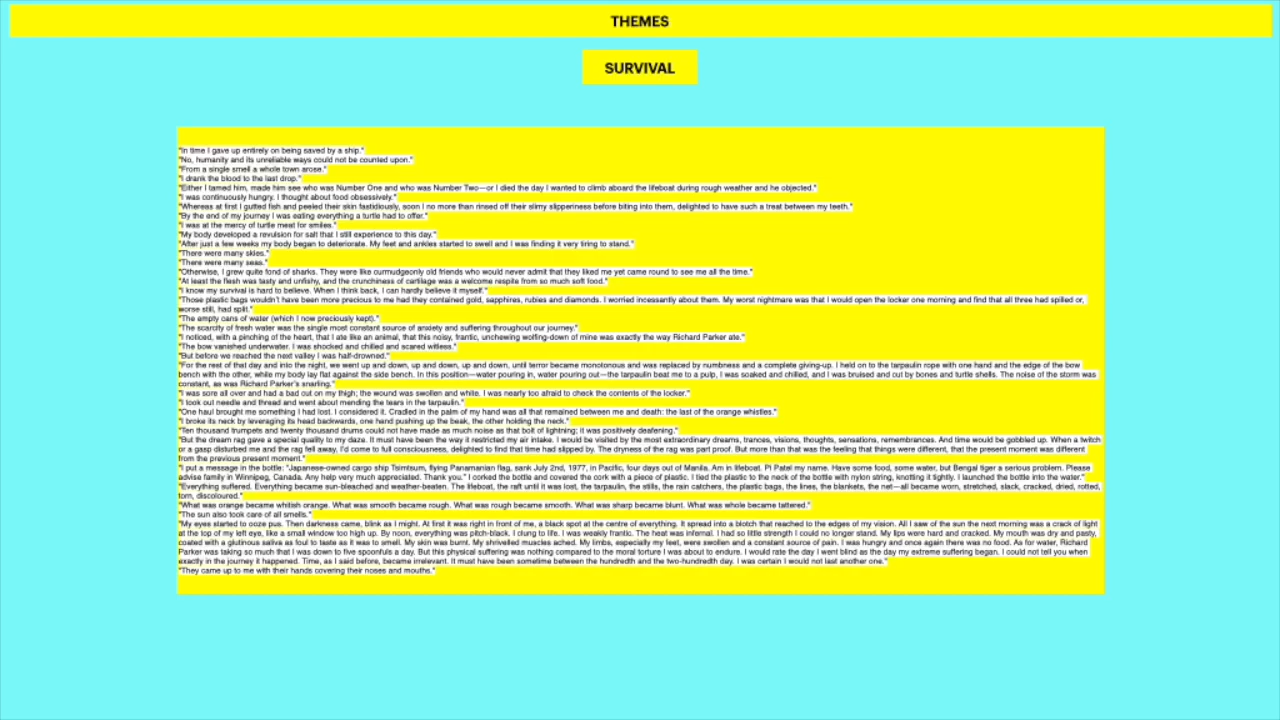 THEMES
SURVIVAL
"In time I gave up entirely on being saved by a ship."
"No, humanity and its unreliable ways could not be counted upon."
"From a single smell a whole town arose."
"I drank the blood to the last drop."
"Either I tamed him, made him see who was Number One and who was Number Two—or I died the day I wanted to climb aboard the lifeboat during rough weather and he objected."
"I was continuously hungry. I thought about food obsessively."
"Whereas at first I gutted fish and peeled their skin fastidiously, soon I no more than rinsed off their slimy slipperiness before biting into them, delighted to have such a treat between my teeth."
"By the end of my journey I was eating everything a turtle had to offer."
"I was at the mercy of turtle meat for smiles."
"My body developed a revulsion for salt that I still experience to this day."
"After just a few weeks my body began to deteriorate. My feet and ankles started to swell and I was finding it very tiring to stand."
"There were many skies."
"There were many seas."
"Otherwise, I grew quite fond of sharks. They were like curmudgeonly old friends who would never admit that they liked me yet came round to see me all the time."
"At least the flesh was tasty and unfishy, and the crunchiness of cartilage was a welcome respite from so much soft food."
"I know my survival is hard to believe. When I think back, I can hardly believe it myself."
"Those plastic bags wouldn't have been more precious to me had they contained gold, sapphires, rubies and diamonds. I worried incessantly about them. My worst nightmare was that I would open the locker one morning and find that all three had spilled or,
worse still, had split."
"The empty cans of water (which I now preciously kept)."
"The scarcity of fresh water was the single most constant source of anxiety and suffering throughout our journey."
"I noticed, with a pinching of the heart, that I ate like an animal, that this noisy, frantic, unchewing wolfing-down of mine was exactly the way Richard Parker ate."
"The bow vanished underwater. I was shocked and chilled and scared witless."
"But before we reached the next valley I was half-drowned."
"For the rest of that day and into the night, we went up and down, up and down, up and down, until terror became monotonous and was replaced by numbness and a complete giving-up. I held on to the tarpaulin rope with one hand and the edge of the bow
bench with the other, while my body lay flat against the side bench. In this position—water pouring in, water pouring out—the tarpaulin beat me to a pulp, I was soaked and chilled, and I was bruised and cut by bones and turtle shells. The noise of the storm was
constant, as was Richard Parker's snarling."
"I was sore all over and had a bad cut on my thigh; the wound was swollen and white. I was nearly too afraid to check the contents of the locker."
"I took out needle and thread and went about mending the tears in the tarpaulin."
"One haul brought me something I had lost. I considered it. Cradled in the palm of my hand was all that remained between me and death: the last of the orange whistles."
"I broke its neck by leveraging its head backwards, one hand pushing up the beak, the other holding the neck."
"Ten thousand trumpets and twenty thousand drums could not have made as much noise as that bolt of lightning; it was positively deafening."
"But the dream rag gave a special quality to my daze. It must have been the way it restricted my air intake. I would be visited by the most extraordinary dreams, trances, visions, thoughts, sensations, remembrances. And time would be gobbled up. When a twitch
or a gasp disturbed me and the rag fell away, I'd come to full consciousness, delighted to find that time had slipped by. The dryness of the rag was part proof. But more than that was the feeling that things were different, that the present moment was different
from the previous present moment."
"I put a message in the bottle: "Japanese-owned cargo ship Tsimtsum, flying Panamanian flag, sank July 2nd, 1977, in Pacific, four days out of Manila. Am in lifeboat. Pi Patel my name. Have some food, some water, but Bengal tiger a serious problem. Please
advise family in Winnipeg, Canada. Any help very much appreciated. Thank you." I corked the bottle and covered the cork with a piece of plastic. I tied the plastic to the neck of the bottle with nylon string, knotting it tightly. I launched the bottle into the water."
"Everything suffered. Everything became sun-bleached and weather-beaten. The lifeboat, the raft until it was lost, the tarpaulin, the stills, the rain catchers, the plastic bags, the lines, the blankets, the net—all became worn, stretched, slack, cracked, dried, rotted,
torn, discoloured."
"What was orange became whitish orange. What was smooth became rough. What was rough became smooth. What was sharp became blunt. What was whole became tattered."
"The sun also took care of all smells."
"My eyes started to ooze pus. Then darkness came, blink as I might. At first it was right in front of me, a black spot at the centre of everything. It spread into a blotch that reached to the edges of my vision. All I saw of the sun the next morning was a crack of light
at the top of my left eye, like a small window too high up. By noon, everything was pitch-black. I clung to life. I was weakly frantic. The heat was infernal. I had so little strength I could no longer stand. My lips were hard and cracked. My mouth was dry and pasty,
coated with a glutinous saliva as foul to taste as it was to smell. My skin was burnt. My shrivelled muscles ached. My limbs, especially my feet, were swollen and a constant source of pain. I was hungry and once again there was no food. As for water, Richard
Parker was taking so much that I was down to five spoonfuls a day. But this physical suffering was nothing compared to the moral torture I was about to endure. I would rate the day I went blind as the day my extreme suffering began. I could not tell you when
exactly in the journey it happened. Time, as I said before, became irrelevant. It must have been sometime between the hundredth and the two-hundredth day. I was certain I would not last another one."
"They came up to me with their hands covering their noses and mouths."